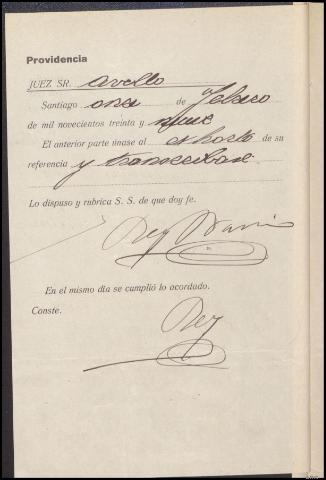 Providencia
JUEZ SR. Avello
Santiago once de Febrero
de mil novecientos treinta y nueve
El anterior parte únase al exhorto de su
referencia y transcríbase
Lo dispuso y rubrica S. S. de que doy fe.
Rey
En el mismo día se cumplió lo acordado.
Conste.
Rey